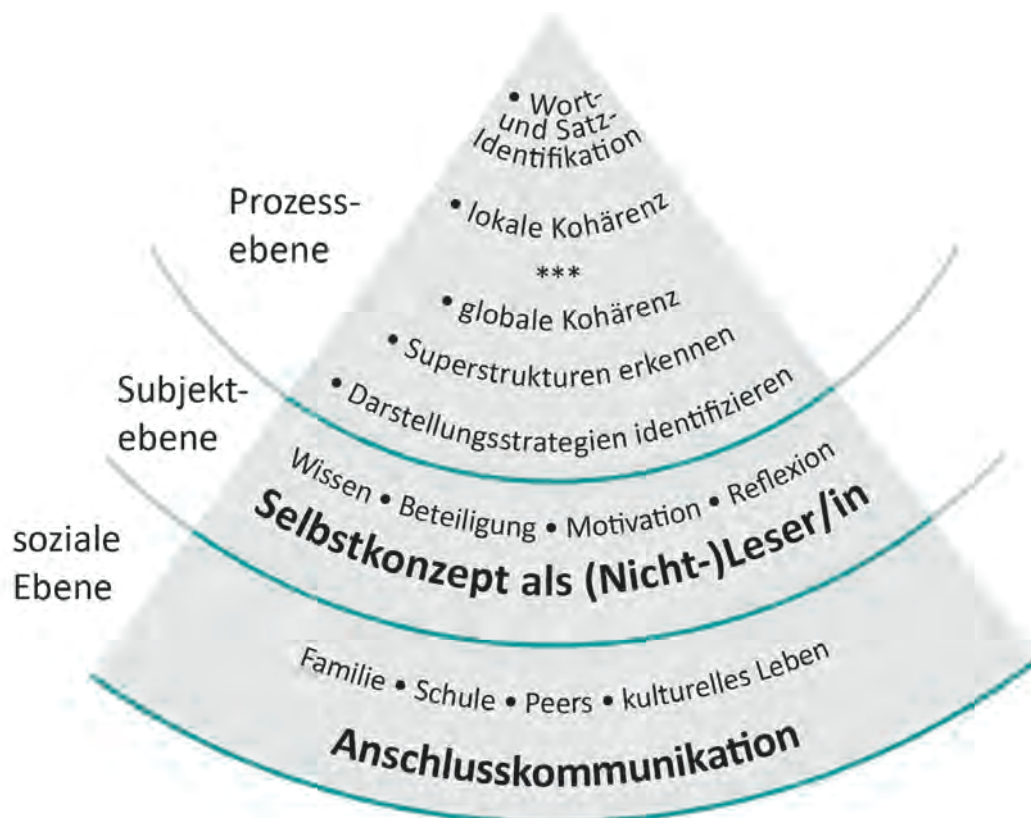 • Wort-
und Satz-
Identifikation
Prozess-
ebene
• lokale Kohärenz
***
• globale Kohärenz
• Superstrukturen erkennen
• Darstellungsstrategien identifizieren
Subjekt-
ebene
Wissen • Beteiligung • Motivation • Reflexion
Selbstkonzept als (Nicht-)Leser/in
soziale
Ebene
Familie • Schule • Peers • kulturelles Leben
Anschlusskommunikation